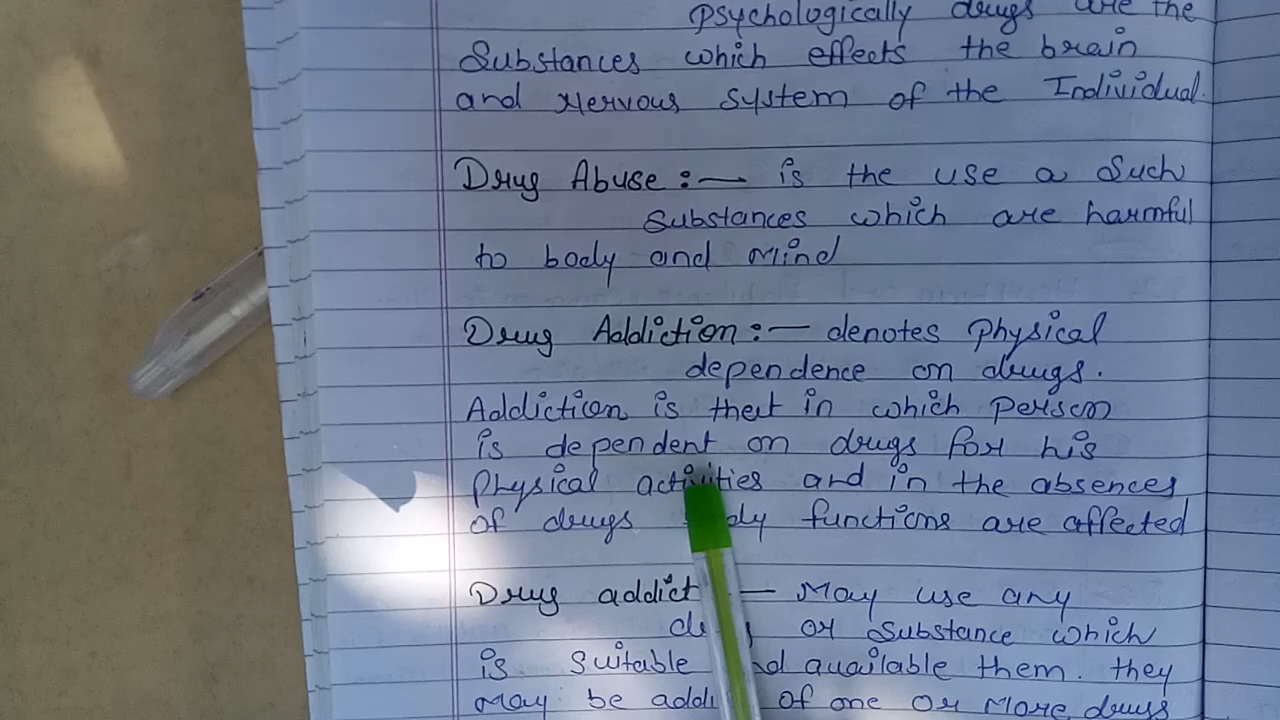 Psychologically drugs are the
Substances which effects the brain
and Nervous System of the Individual.
Drug Abuse :— is the use a Such
Substances which are harmful
to body and Mind
Drug Addiction :— denotes Physical
dependence on drugs.
Addiction is that in which Person
is dependent on drugs for his
Physical activities and in the absences
of drugs functions are affected
Drug addict — May use any
or Substance which
is suitable available them. they
May be of one or More drugs